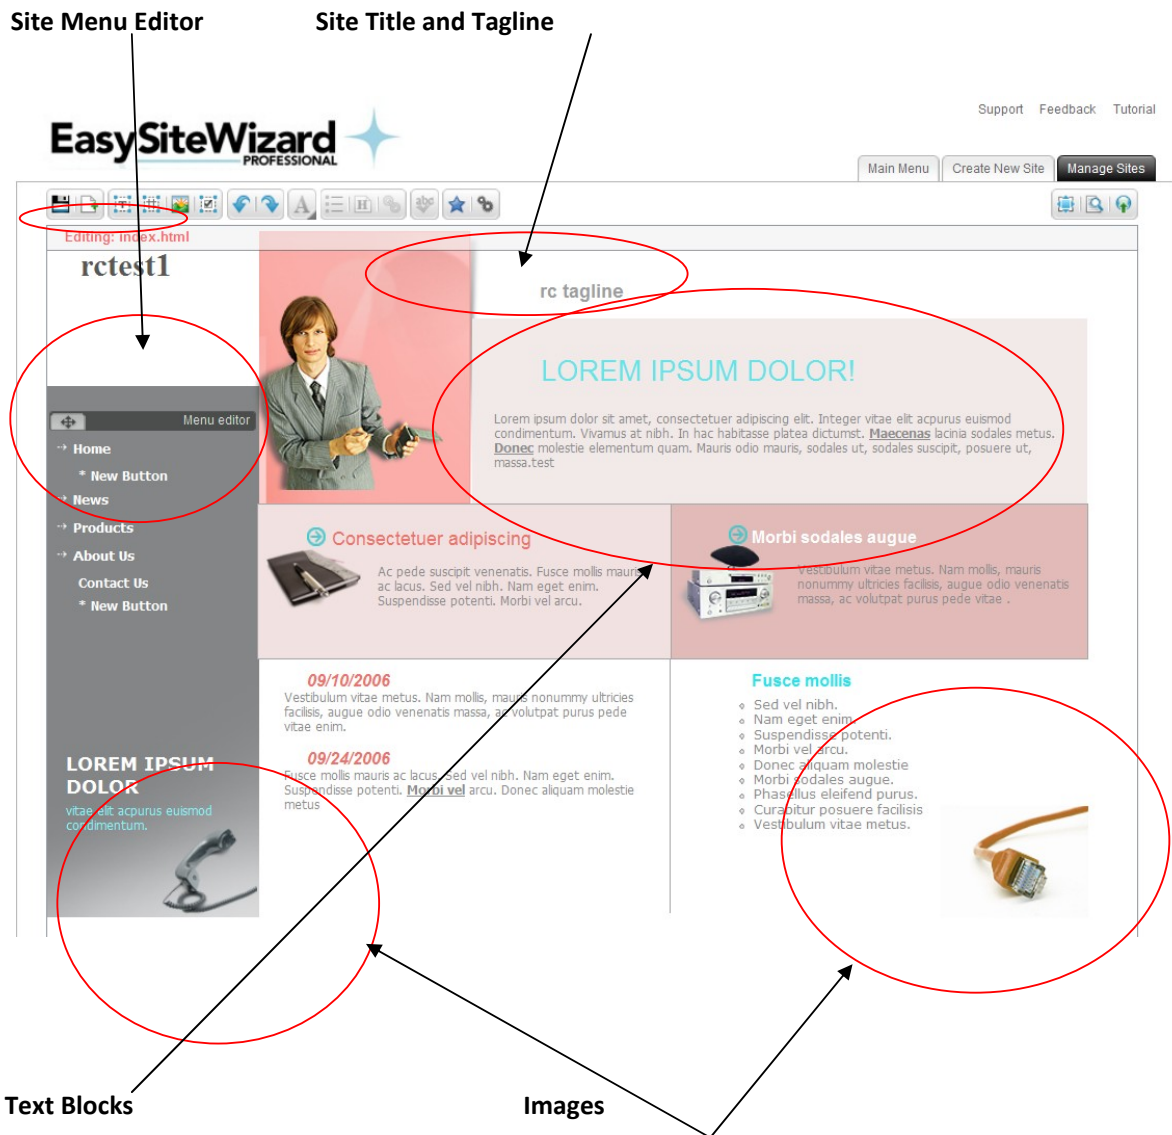 Site Menu Editor
Site Title and Tagline
Support Feedback Tutorial
EasySiteWizard
PROFESSIONAL
Main Menu Create New Site Manage Sites
T
A
H
abc
Editing: index.html
rctest1
rc tagline
LOREM IPSUM DOLOR!
Lorem ipsum dolor sit amet, consectetuer adipiscing elit. Integer vitae elit acpurus euismod
condimentum. Vivamus at nibh. In hac habitasse platea dictumst. Maecenas lacinia sodales metus.
Donec molestie elementum quam. Mauris odio mauris, sodales ut, sodales suscipit, posuere ut,
massa.test
Menu editor
Home
* New Button
News
Products
About Us
Contact Us
* New Button
Consectetuer adipiscing
Ac pede suscipit venenatis. Fusce mollis mauris
ac lacus. Sed vel nibh. Nam eget enim.
Suspendisse potenti. Morbi vel arcu.
Morbi sodales augue
Vestibulum vitae metus. Nam mollis, mauris
nonummy ultricies facilisis, augue odio venenatis
massa, ac volutpat purus pede vitae .
09/10/2006
Vestibulum vitae metus. Nam mollis, mauris nonummy ultricies
facilisis, augue odio venenatis massa, ac volutpat purus pede
vitae enim.
09/24/2006
Fusce mollis mauris ac lacus. Sed vel nibh. Nam eget enim.
Suspendisse potenti. Morbi vel arcu. Donec aliquam molestie
metus
Fusce mollis
Sed vel nibh.
Nam eget enim.
Suspendisse potenti.
Morbi vel arcu.
Donec aliquam molestie
Morbi sodales augue.
Phasellus eleifend purus.
Curabitur posuere facilisis
Vestibulum vitae metus.
LOREM IPSUM
DOLOR
vitae elit acpurus euismod
condimentum.
Text Blocks
Images